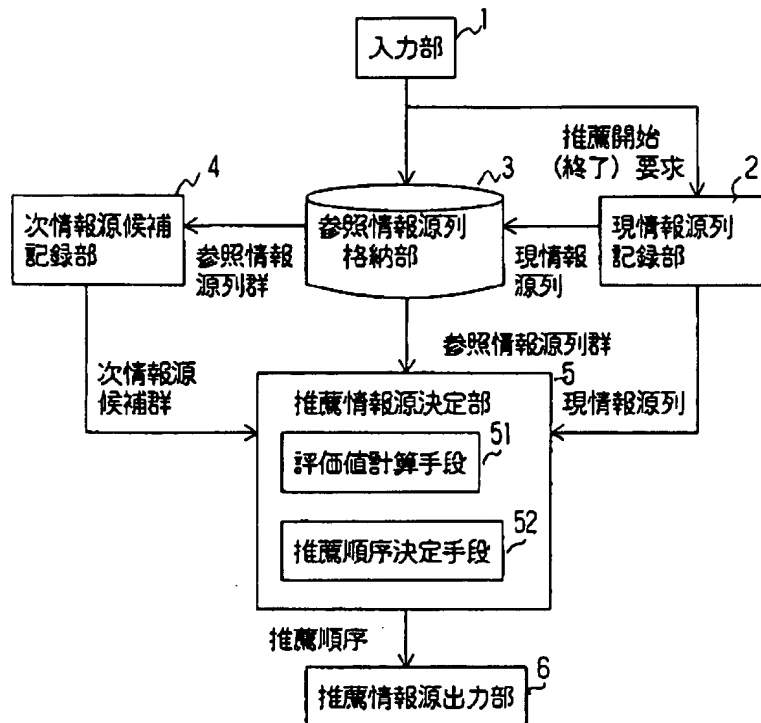 1
入力部
推薦開始
(終了) 要求
4
3
2
次情報源候補
記録部
参照情報源列
格納部
現情報源列
記録部
参照情報
源列群
現情報
源列
次情報源
候補群
参照情報源列群
5
現情報源列
推薦情報源決定部
51
評価値計算手段
52
推薦順序決定手段
推薦順序
6
推薦情報源出力部